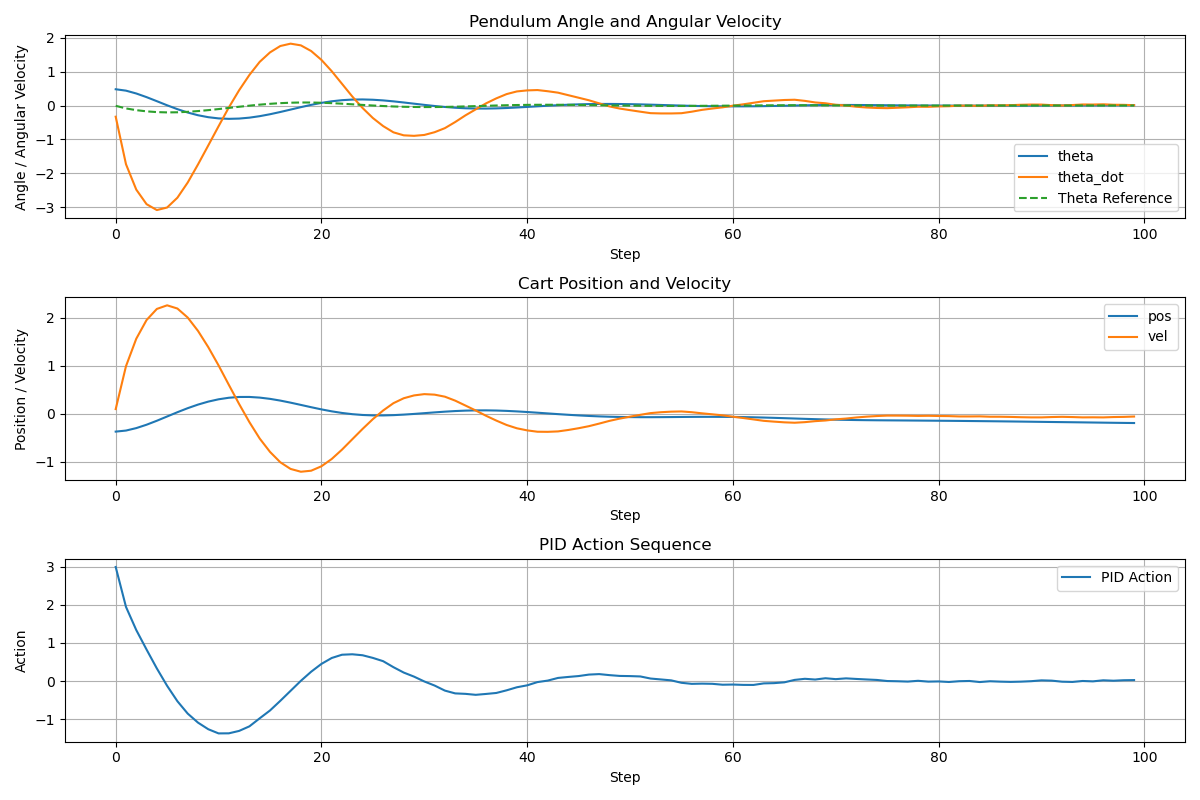 Pendulum Angle and Angular Velocity
Angle / Angular Velocity
2
1
0
−1
−2
−3
theta
theta_dot
Theta Reference
0 20 40 60 80 100
Step
Cart Position and Velocity
Position / Velocity
2
1
0
−1
pos
vel
0 20 40 60 80 100
Step
PID Action Sequence
Action
3
2
1
0
−1
PID Action
0 20 40 60 80 100
Step